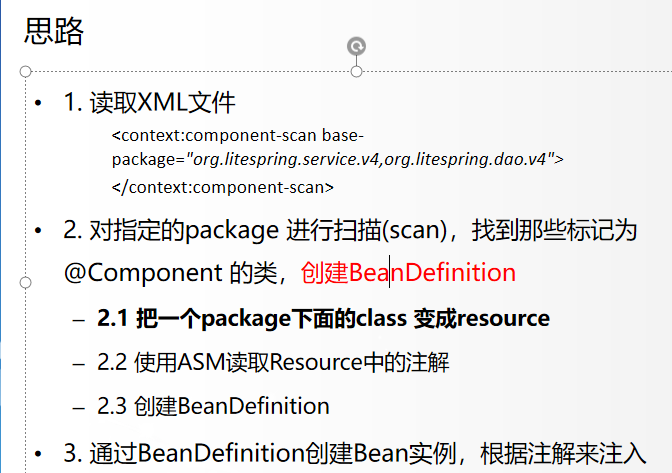 思路
• 1. 读取XML文件
<context:component-scan base-
package="org.litespring.service.v4,org.litespring.dao.v4">
</context:component-scan>
• 2. 对指定的package 进行扫描(scan)，找到那些标记为
@Component 的类，创建BeanDefinition
– 2.1 把一个package下面的class 变成resource
– 2.2 使用ASM读取Resource中的注解
– 2.3 创建BeanDefinition
• 3. 通过BeanDefinition创建Bean实例，根据注解来注入